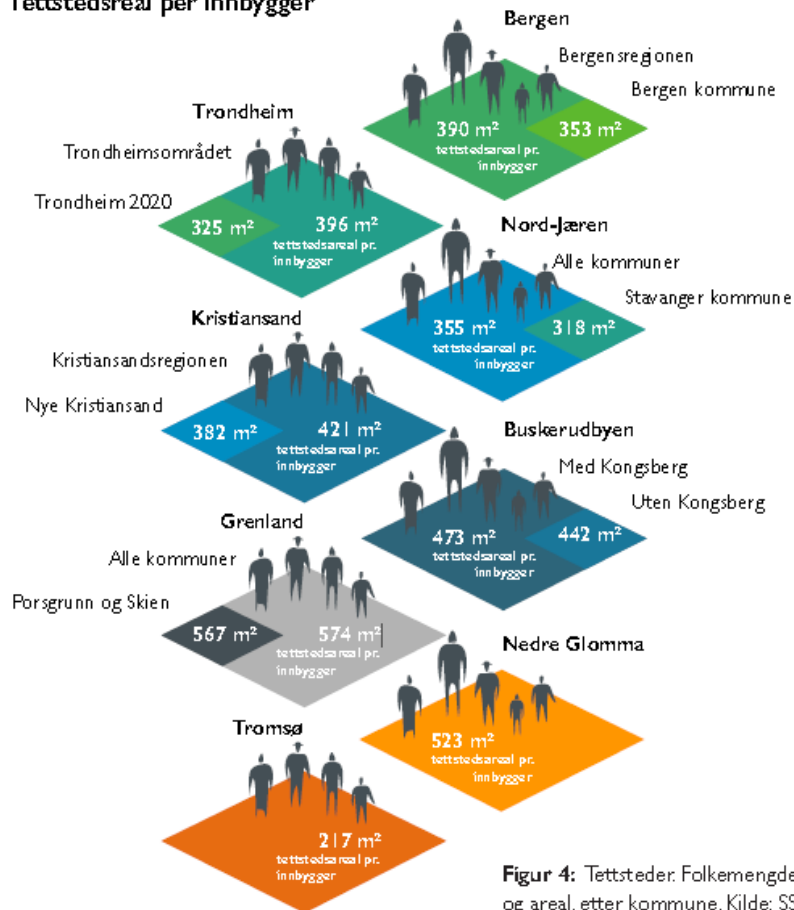 Tettstedsreal per innbygger
Bergen
Bergensregionen
Bergen kommune
390 m²
tettstedsareal pr.
innbygger
353 m²
Trondheim
Trondheimsområdet
Trondheim 2020
325 m²
396 m²
tettstedsareal pr.
innbygger
Nord-Jæren
Alle kommuner
Stavanger kommune
355 m²
tettstedsareal pr.
innbygger
318 m²
Kristiansand
Kristiansandsregionen
Nye Kristiansand
382 m²
421 m²
tettstedsareal pr.
innbygger
Buskerudbyen
Med Kongsberg
Uten Kongsberg
473 m²
tettstedsareal pr.
innbygger
442 m²
Grenland
Alle kommuner
Porsgrunn og Skien
567 m²
574 m²
tettstedsareal pr.
innbygger
Nedre Glomma
523 m²
tettstedsareal pr.
innbygger
Tromsø
217 m²
tettstedsareal pr.
innbygger
Figur 4: Tettsteder. Folkemengde
og areal, etter kommune. Kilde: SS